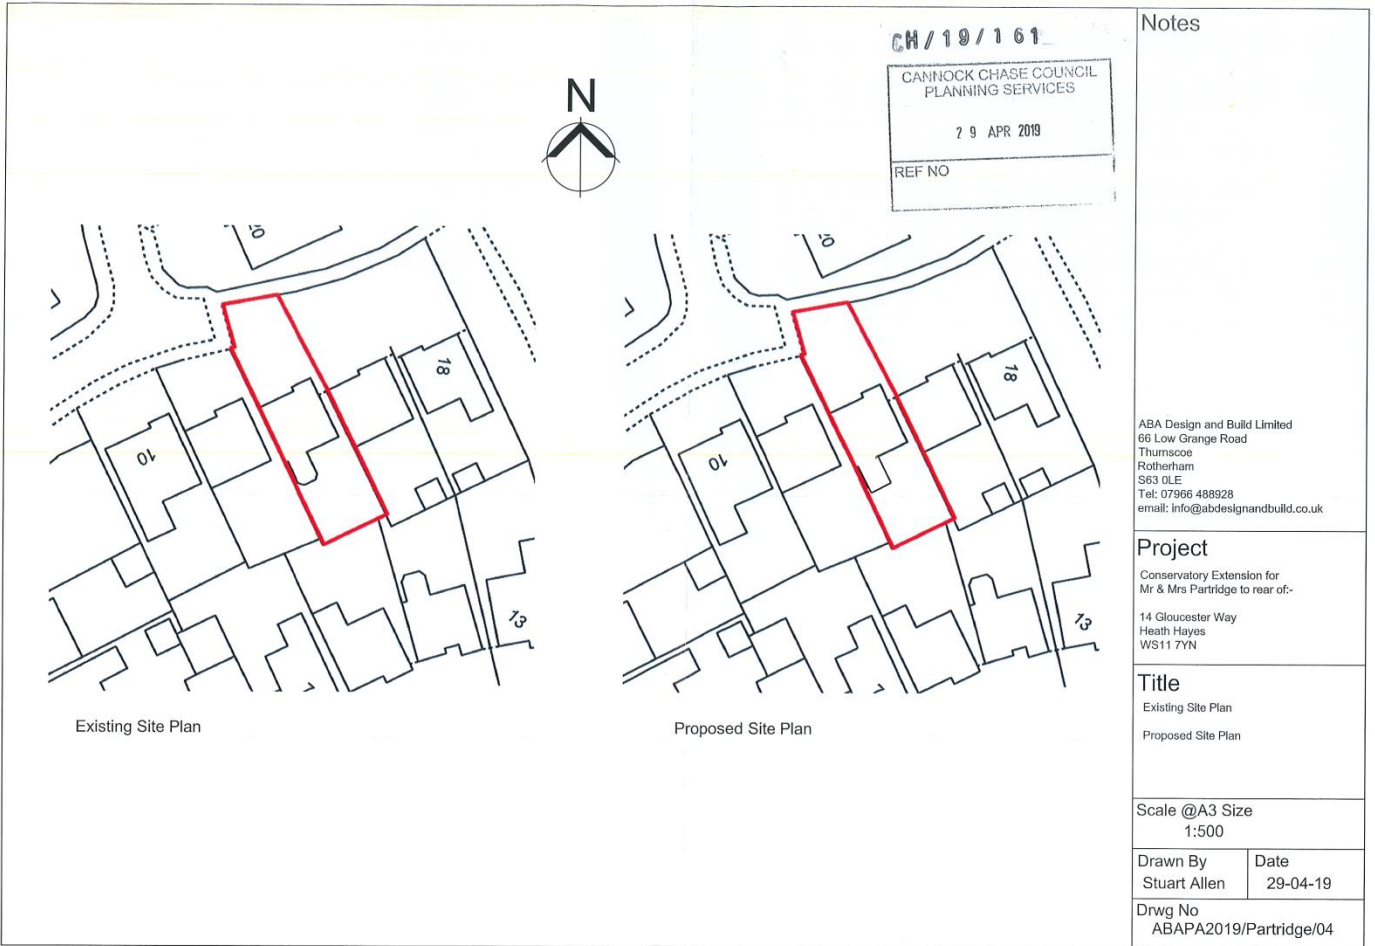 CH/19/161
CANNOCK CHASE COUNCIL
PLANNING SERVICES
29 APR 2019
REF NO
N
18
10
13
Existing Site Plan
18
10
13
Proposed Site Plan
Notes
ABA Design and Build Limited
66 Low Grange Road
Thurnscoe
Rotherham
S63 0LE
Tel: 07966 488928
email: info@abdesignandbuild.co.uk
Project
Conservatory Extension for
Mr & Mrs Partridge to rear of:-
14 Gloucester Way
Heath Hayes
WS11 7YN
Title
Existing Site Plan
Proposed Site Plan
Scale @A3 Size
1:500
Drawn By
Stuart Allen
Date
29-04-19
Drwg No
ABAPA2019/Partridge/04